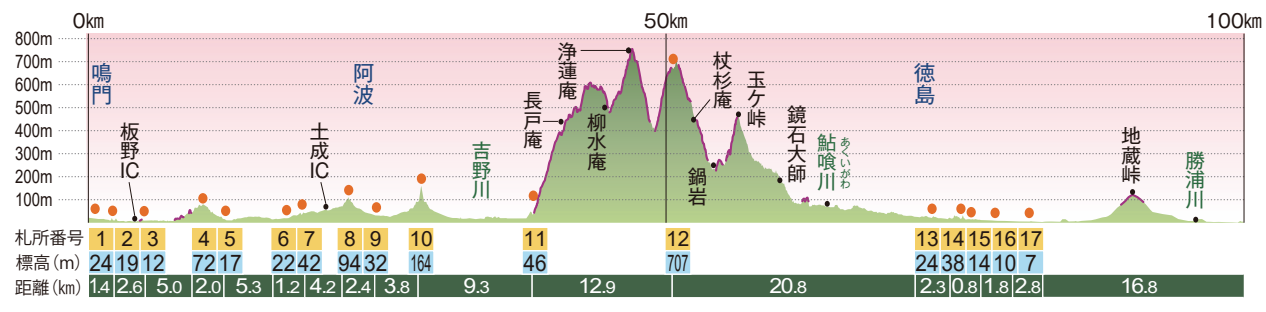 0km 50km 100km
800m
700m
600m
500m
400m
300m
200m
100m
鳴門
阿波
徳島
板野IC
土成IC
吉野川
長戸庵
浄蓮庵
柳水庵
杖杉庵
鍋岩
玉ケ峠
鏡石大師
鮎喰川
あくいがわ
地蔵峠
勝浦川
札所番号 1 2 3 4 5 6 7 8 9 10 11 12 13 14 15 16 17
標高(m) 24 19 12 72 17 22 42 94 32 164 46 707 24 38 14 10 7
距離(km) 1.4 2.6 5.0 2.0 5.3 1.2 4.2 2.4 3.8 9.3 12.9 20.8 2.3 0.8 1.8 2.8 16.8